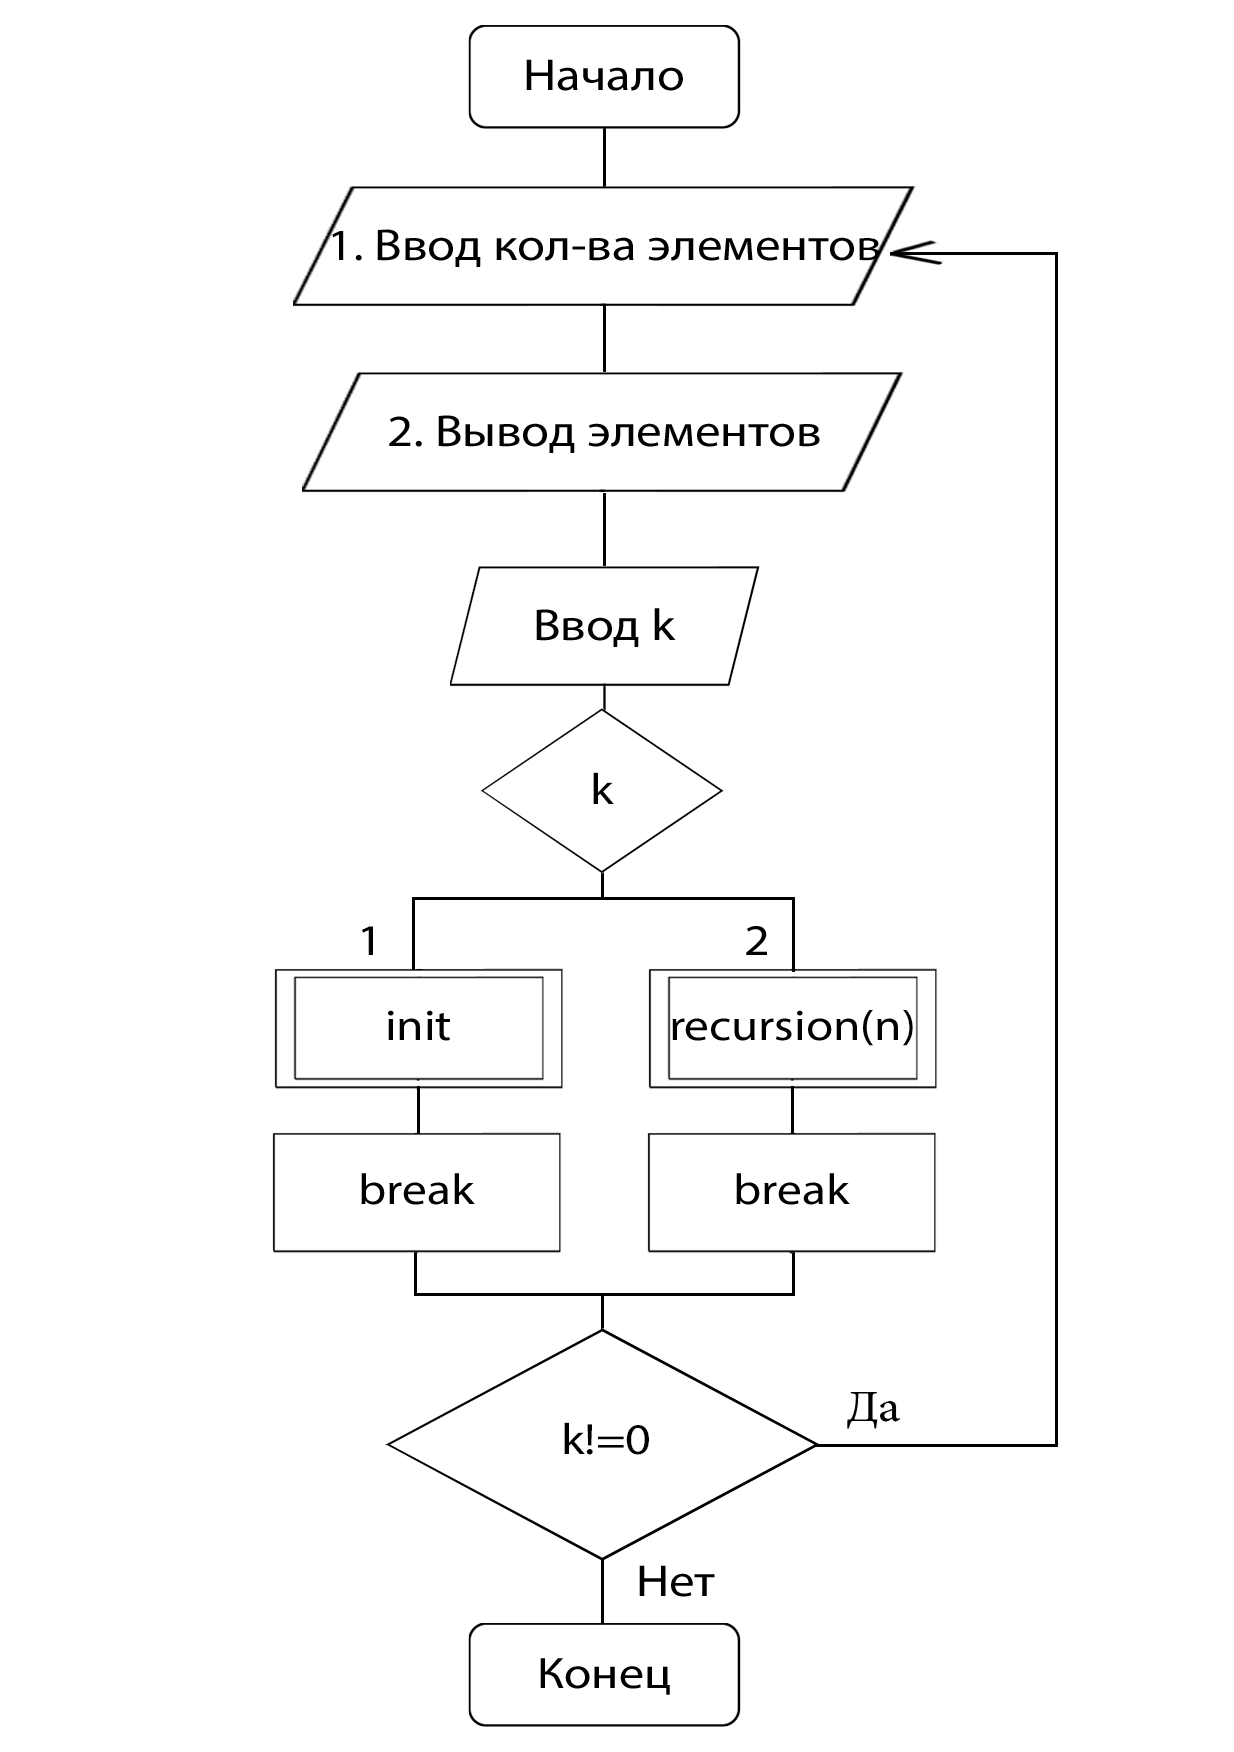 Начало
1. Ввод кол-ва элементов
2. Вывод элементов
Ввод k
k
1
2
init
recursion(n)
break
break
k!=0
Да
Нет
Конец